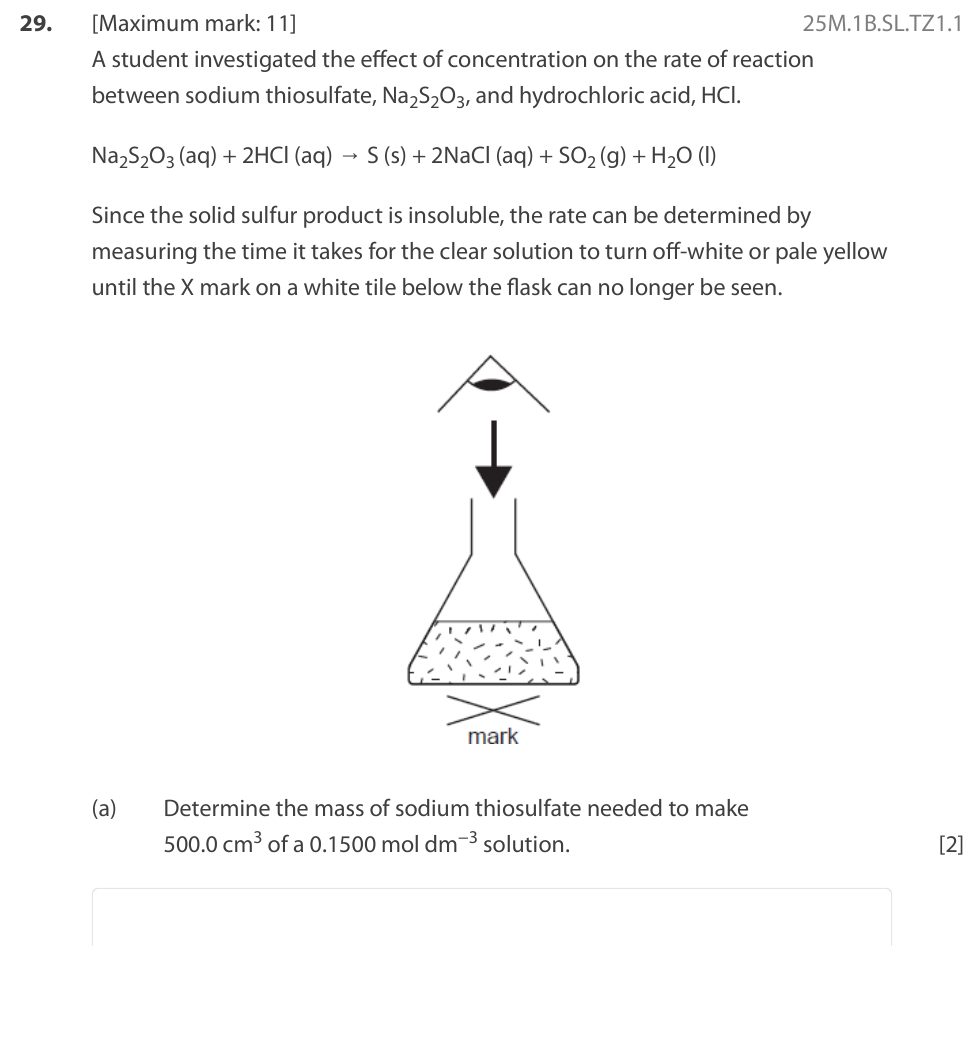 29. [Maximum mark: 11] 25M.1B.SL.TZ1.1
A student investigated the effect of concentration on the rate of reaction
between sodium thiosulfate, Na₂S₂O₃, and hydrochloric acid, HCl.
Na₂S₂O₃ (aq) + 2HCl (aq) → S (s) + 2NaCl (aq) + SO₂ (g) + H₂O (l)
Since the solid sulfur product is insoluble, the rate can be determined by
measuring the time it takes for the clear solution to turn off-white or pale yellow
until the X mark on a white tile below the flask can no longer be seen.
mark
(a) Determine the mass of sodium thiosulfate needed to make
500.0 cm³ of a 0.1500 mol dm⁻³ solution. [2]